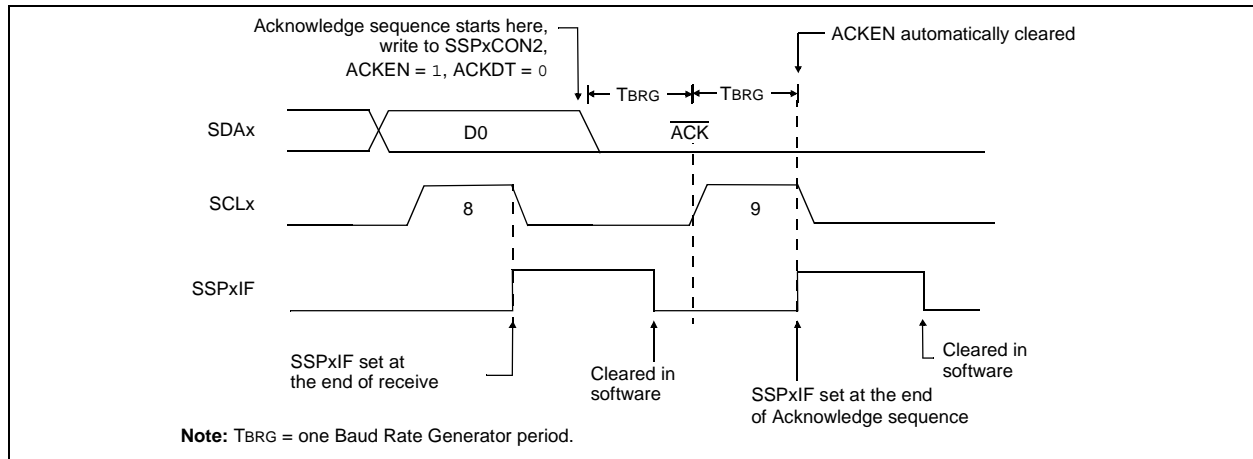 Acknowledge sequence starts here,
write to SSPxCON2,
ACKEN = 1, ACKDT = 0
ACKEN automatically cleared
TBRG
TBRG
SDAx
D0
ACK
SCLx
8
9
SSPxIF
SSPxIF set at
the end of receive
Cleared in
software
SSPxIF set at the end
of Acknowledge sequence
Cleared in
software
Note: TBRG = one Baud Rate Generator period.